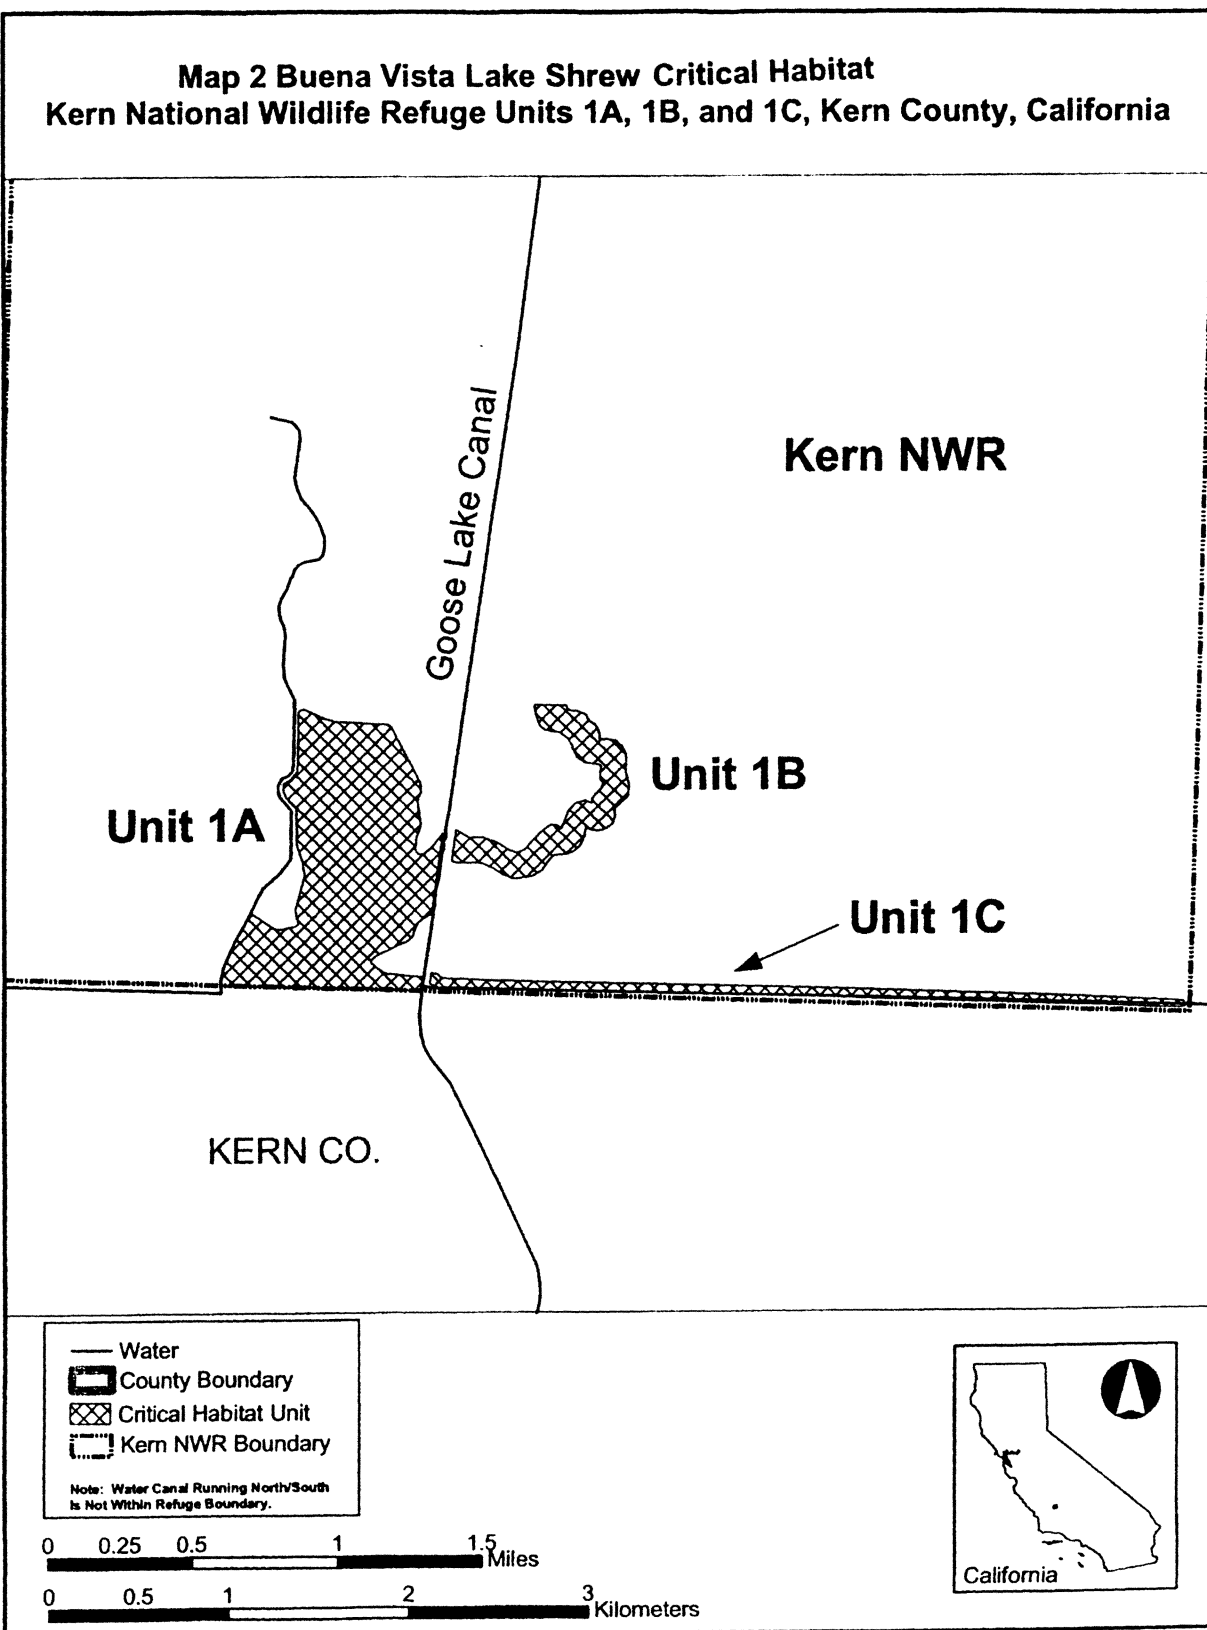 Map 2 Buena Vista Lake Shrew Critical Habitat
Kern National Wildlife Refuge Units 1A, 1B, and 1C, Kern County, California
Goose Lake Canal
Kern NWR
Unit 1B
Unit 1A
Unit 1C
KERN CO.
Water
County Boundary
Critical Habitat Unit
Kern NWR Boundary
Note: Water Canal Running North/South
Is Not Within Refuge Boundary.
0 0.25 0.5 1 1.5 Miles
0 0.5 1 2 3 Kilometers
California